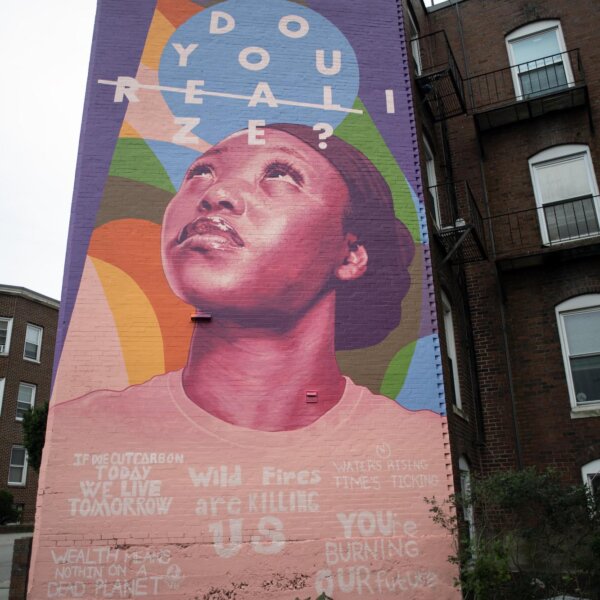 DO
YOU
REALI
ZE?
IF WE CUT CARBON
TODAY
WE LIVE
TOMORROW
Wild Fires
are KILLING
US
WATERS RISING
TIME'S TICKING
YOU're
BURNING
OUR FUTURE
WEALTH MEANS
NOTHIN ON A
DEAD PLANET